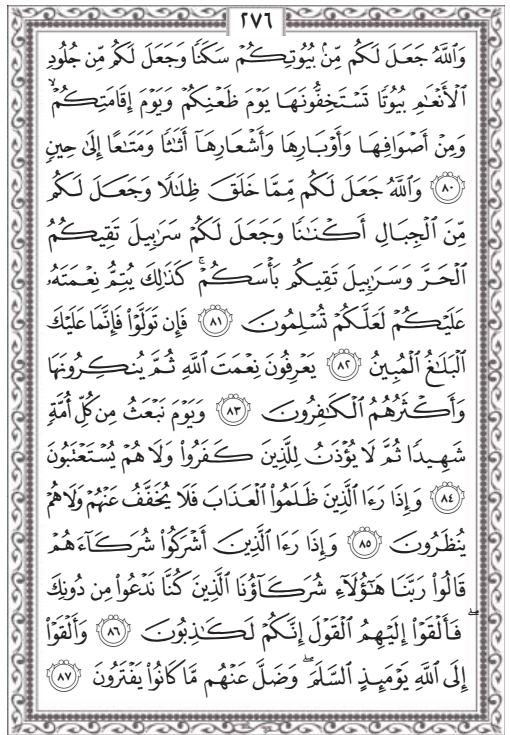 ٢٧٦
وَٱللَّهُ جَعَلَ لَكُم مِّنۢ بُيُوتِكُمۡ سَكَنٗا وَجَعَلَ لَكُم مِّن جُلُودِ
ٱلۡأَنۡعَٰمِ بُيُوتٗا تَسۡتَخِفُّونَهَا يَوۡمَ ظَعۡنِكُمۡ وَيَوۡمَ إِقَامَتِكُمۡ ۙ
وَمِنۡ أَصۡوَافِهَا وَأَوۡبَارِهَا وَأَشۡعَارِهَآ أَثَٰثٗا وَمَتَٰعًا إِلَىٰ حِينٖ
٨٠ وَٱللَّهُ جَعَلَ لَكُم مِّمَّا خَلَقَ ظِلَٰلٗا وَجَعَلَ لَكُم
مِّنَ ٱلۡجِبَالِ أَكۡنَٰنٗا وَجَعَلَ لَكُمۡ سَرَٰبِيلَ تَقِيكُمُ
ٱلۡحَرَّ وَسَرَٰبِيلَ تَقِيكُم بَأۡسَكُمۡۚ كَذَٰلِكَ يُتِمُّ نِعۡمَتَهُۥ
عَلَيۡكُمۡ لَعَلَّكُمۡ تُسۡلِمُونَ ٨١ فَإِن تَوَلَّوۡاْ فَإِنَّمَا عَلَيۡكَ
ٱلۡبَلَٰغُ ٱلۡمُبِينُ ٨٢ يَعۡرِفُونَ نِعۡمَتَ ٱللَّهِ ثُمَّ يُنكِرُونَهَا
وَأَكۡثَرُهُمُ ٱلۡكَٰفِرُونَ ٨٣ وَيَوۡمَ نَبۡعَثُ مِن كُلِّ أُمَّةٖ
شَهِيدٗا ثُمَّ لَا يُؤۡذَنُ لِلَّذِينَ كَفَرُواْ وَلَا هُمۡ يُسۡتَعۡتَبُونَ
٨٤ وَإِذَا رَءَا ٱلَّذِينَ ظَلَمُواْ ٱلۡعَذَابَ فَلَا يُخَفَّفُ عَنۡهُمۡ وَلَا هُمۡ
يُنظَرُونَ ٨٥ وَإِذَا رَءَا ٱلَّذِينَ أَشۡرَكُواْ شُرَكَآءَهُمۡ
قَالُواْ رَبَّنَا هَٰٓؤُلَآءِ شُرَكَآؤُنَا ٱلَّذِينَ كُنَّا نَدۡعُواْ مِن دُونِكَ
ۖ فَأَلۡقَوۡاْ إِلَيۡهِمُ ٱلۡقَوۡلَ إِنَّكُمۡ لَكَٰذِبُونَ ٨٦ وَأَلۡقَوۡاْ
إِلَى ٱللَّهِ يَوۡمَئِذٍ ٱلسَّلَمَۖ وَضَلَّ عَنۡهُم مَّا كَانُواْ يَفۡتَرُونَ ٨٧